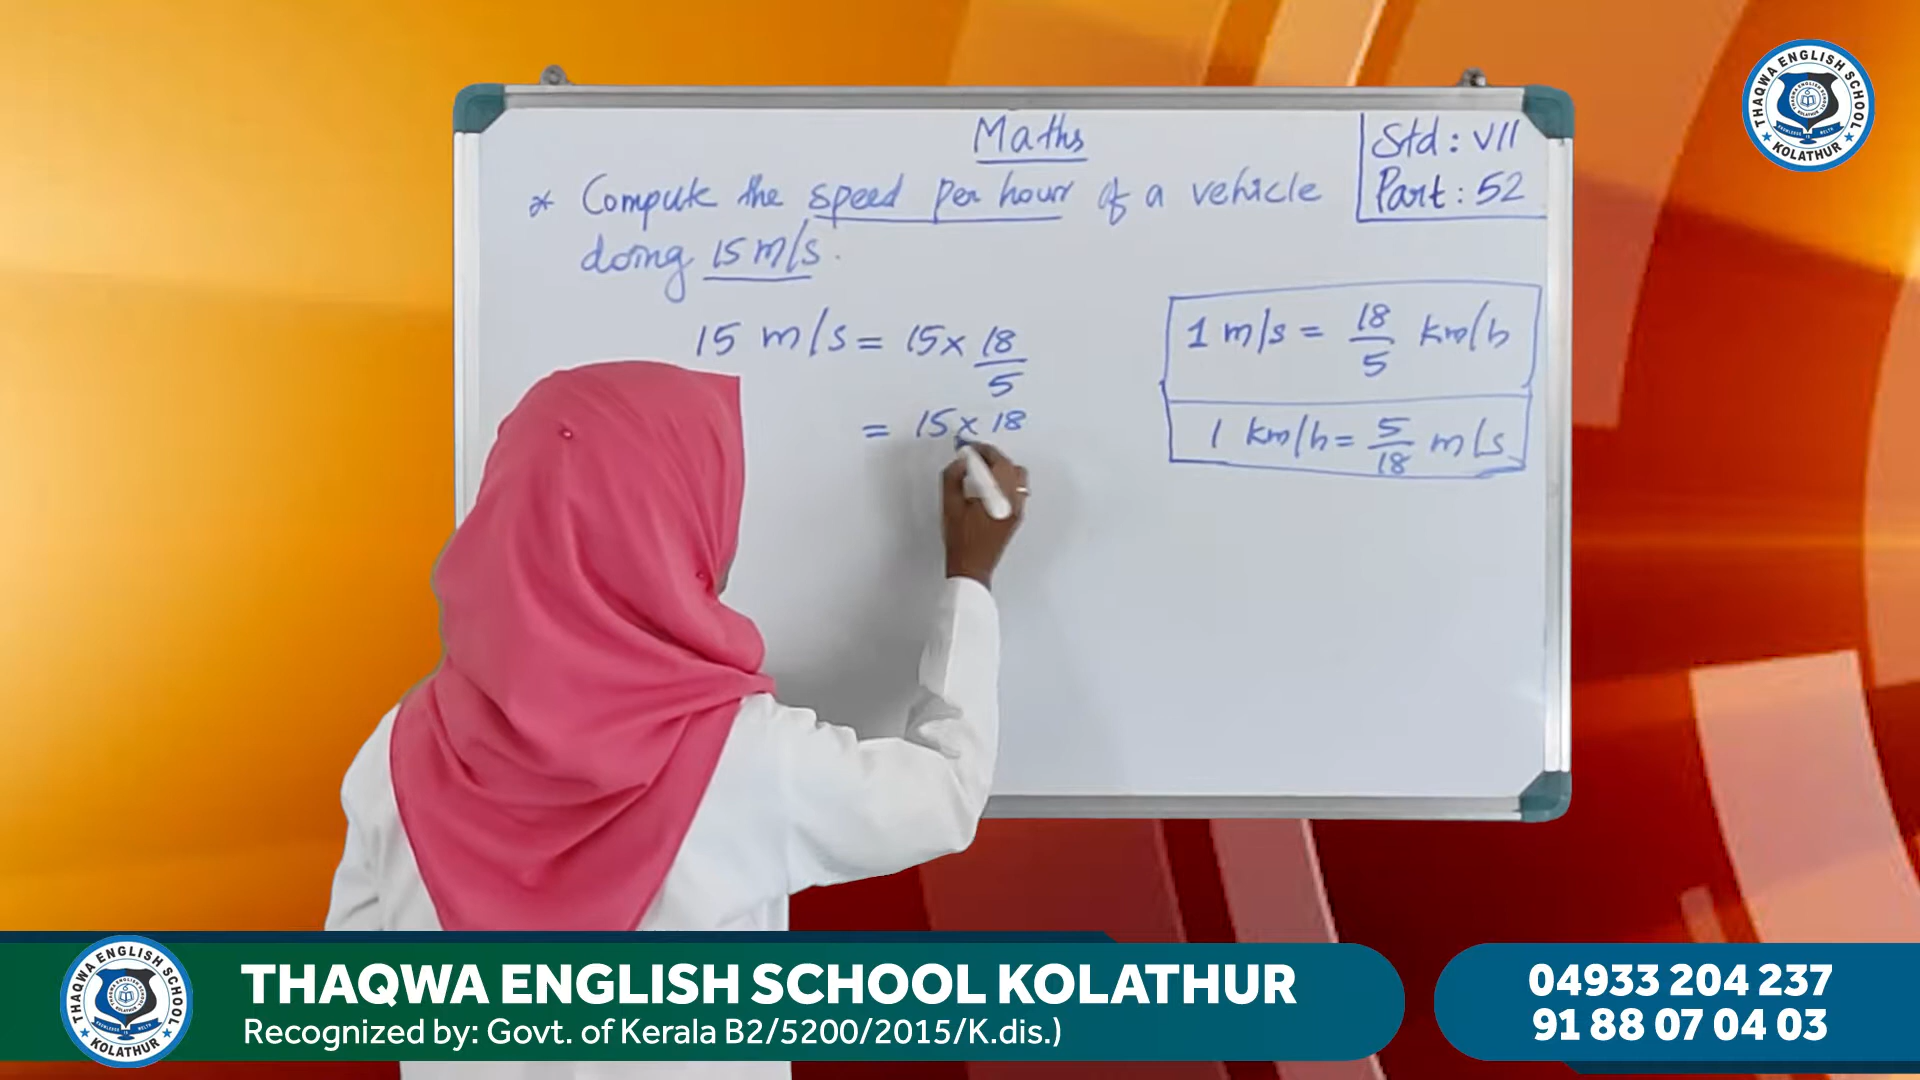 Maths
Std : VII
Part : 52
* Compute the speed per hour of a vehicle
doing 15 m/s.
15 m/s = 15 x 18/5
= 15 x 18
1 m/s = 18/5 km/h
1 km/h = 5/18 m/s
THAQWA ENGLISH SCHOOL
KOLATHUR
THAQWA ENGLISH SCHOOL
KOLATHUR
THAQWA ENGLISH SCHOOL KOLATHUR
Recognized by: Govt. of Kerala B2/5200/2015/K.dis.)
04933 204 237
91 88 07 04 03